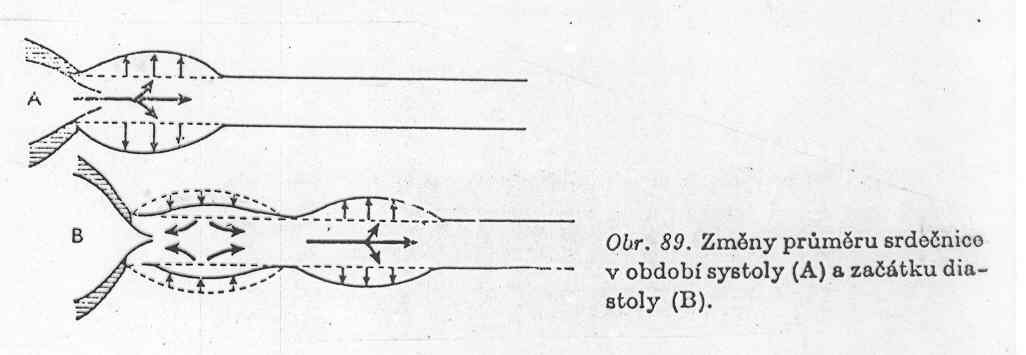 A
B
Obr. 89. Změny průměru srdečnice
v období systoly (A) a začátku dia-
stoly (B).